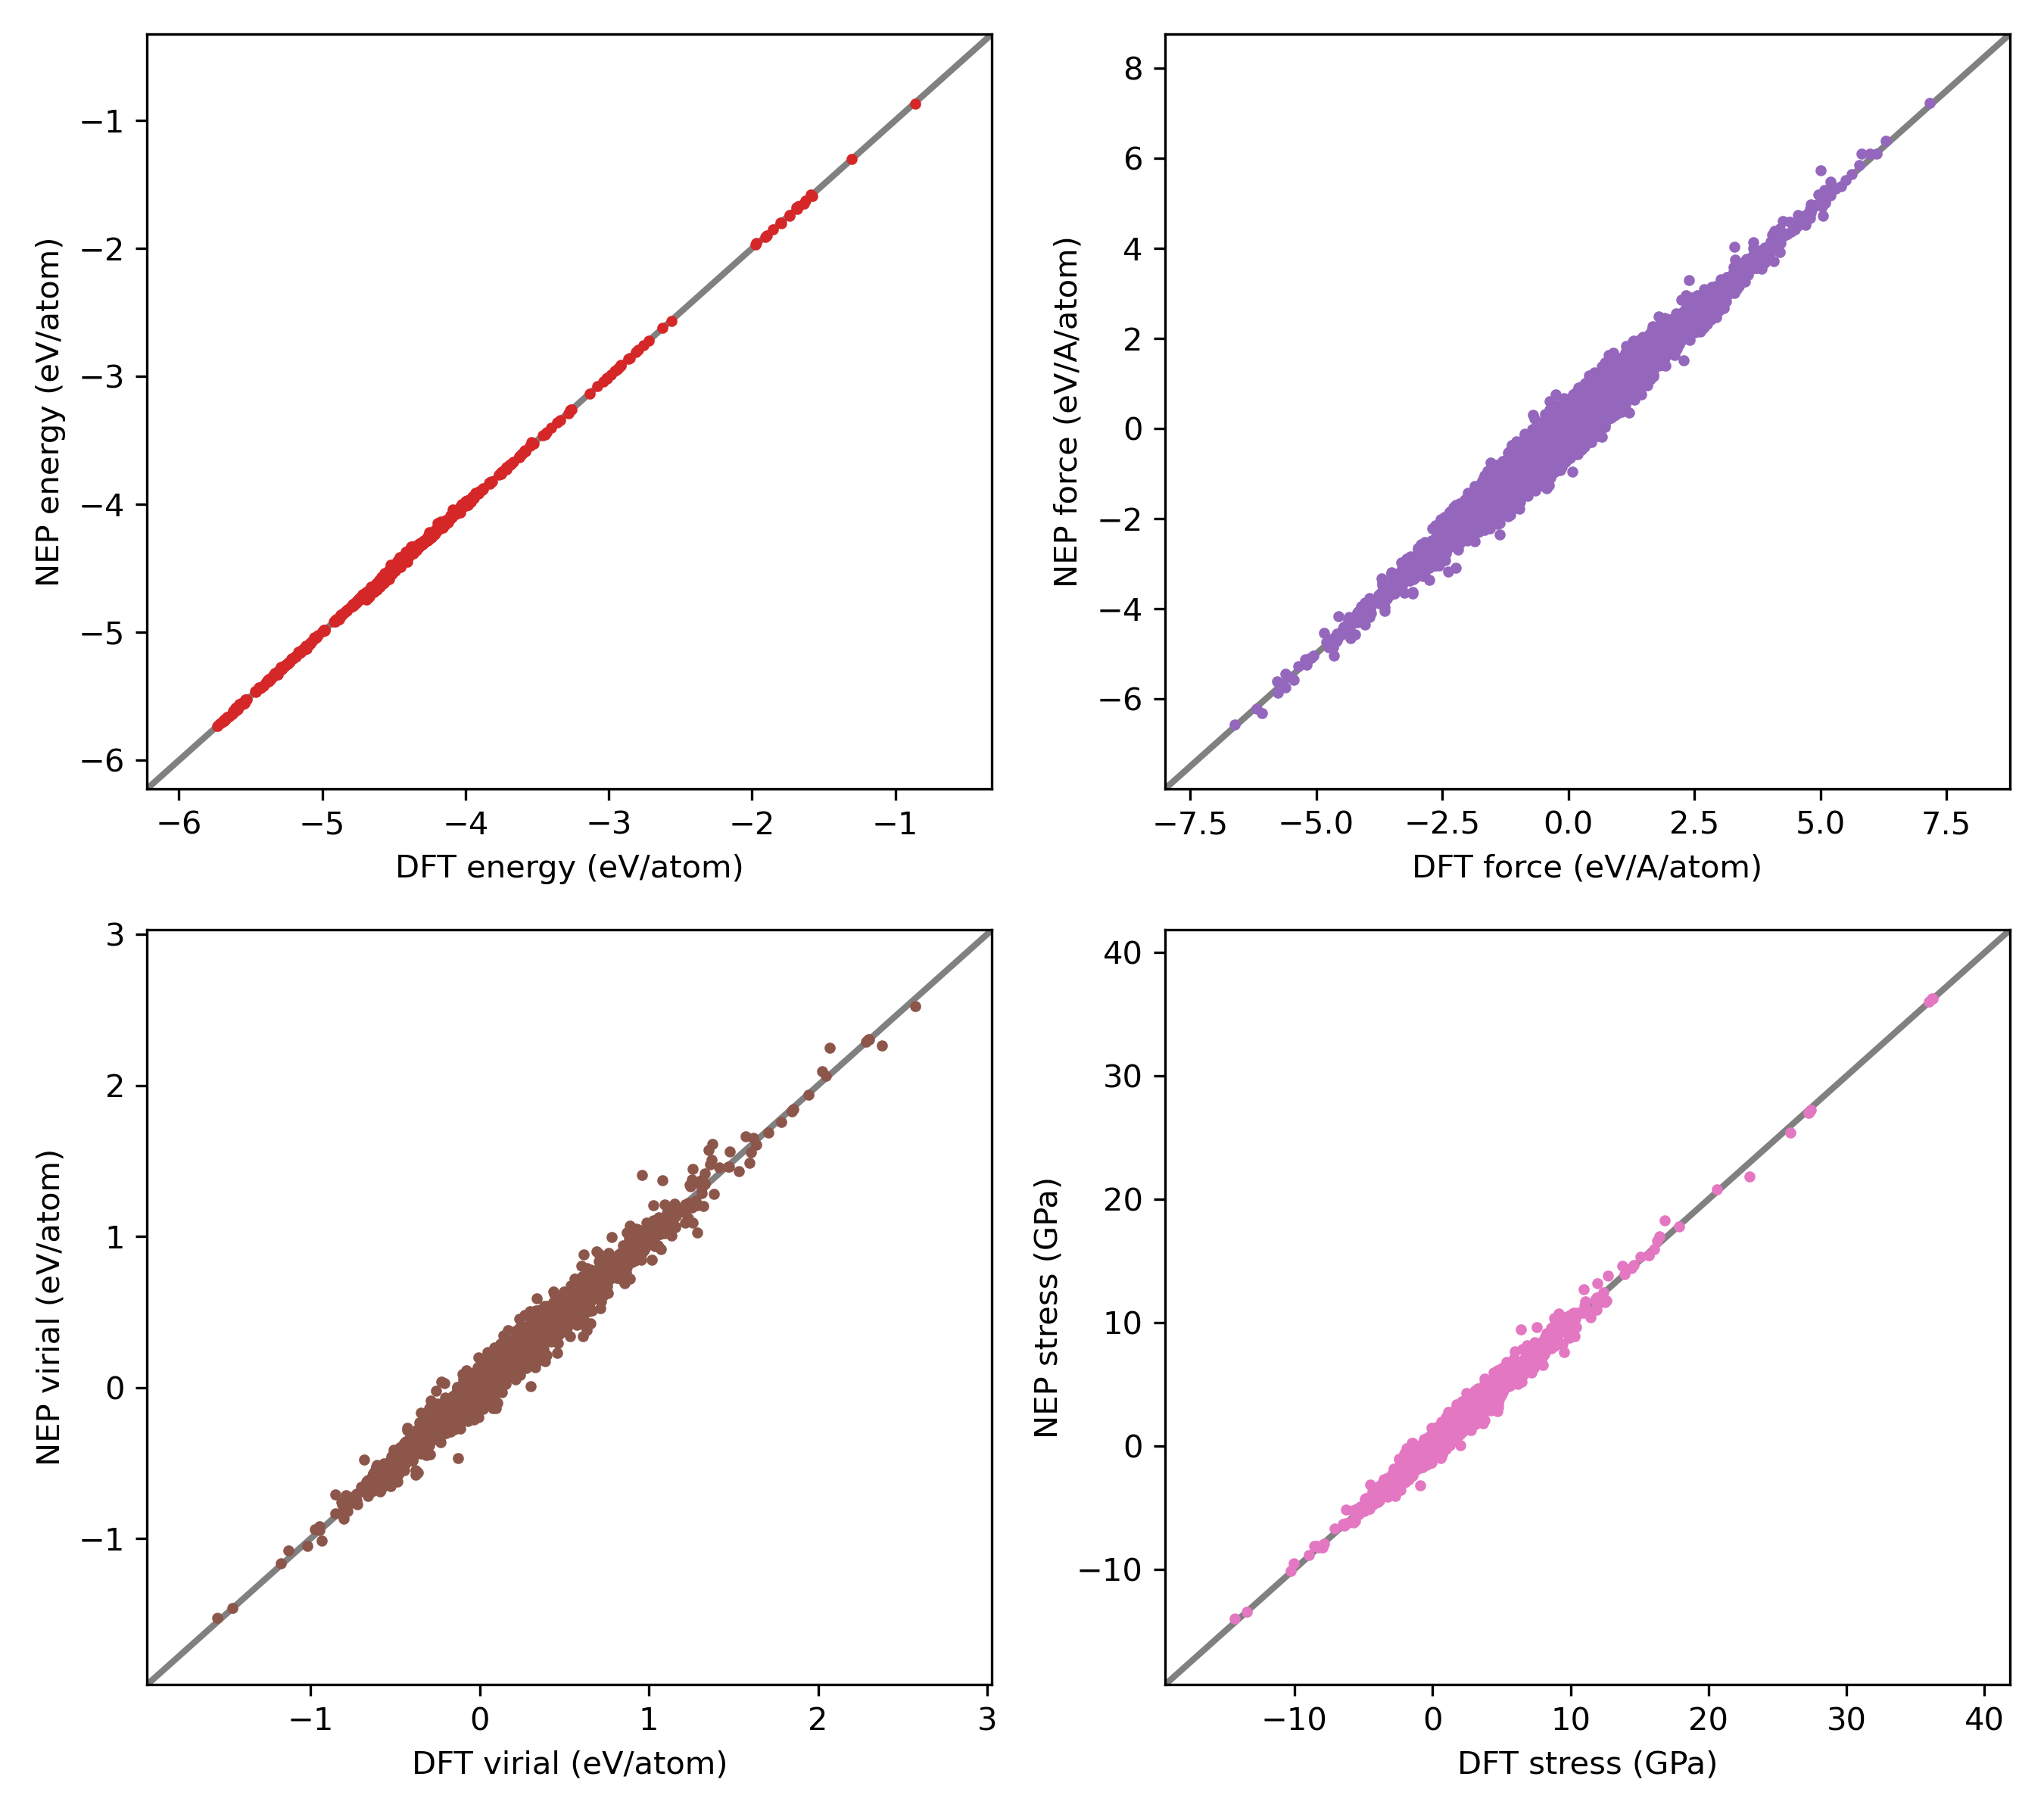 −1
−2
−3
−4
−5
−6
NEP energy (eV/atom)
−6 −5 −4 −3 −2 −1
DFT energy (eV/atom)
8
6
4
2
0
−2
−4
−6
NEP force (eV/A/atom)
−7.5 −5.0 −2.5 0.0 2.5 5.0 7.5
DFT force (eV/A/atom)
3
2
1
0
−1
NEP virial (eV/atom)
−1 0 1 2 3
DFT virial (eV/atom)
40
30
20
10
0
−10
NEP stress (GPa)
−10 0 10 20 30 40
DFT stress (GPa)